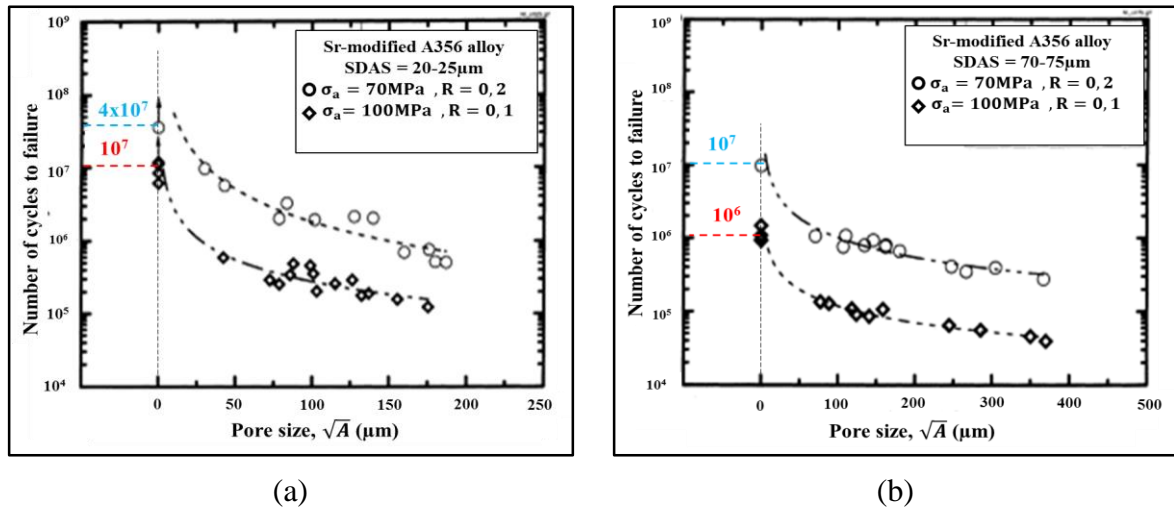 Number of cycles to failure
10⁹
10⁸
10⁷
10⁶
10⁵
10⁴
4x10⁷
10⁷
Sr-modified A356 alloy
SDAS = 20-25µm
σₐ = 70MPa , R = 0,2
σₐ= 100MPa , R = 0,1
0
50
100
150
200
250
Pore size, √A (µm)
(a)
Number of cycles to failure
10⁹
10⁸
10⁷
10⁶
10⁵
10⁴
10⁷
10⁶
Sr-modified A356 alloy
SDAS = 70-75µm
σₐ = 70MPa , R = 0,2
σₐ= 100MPa , R = 0,1
0
100
200
300
400
500
Pore size, √A (µm)
(b)